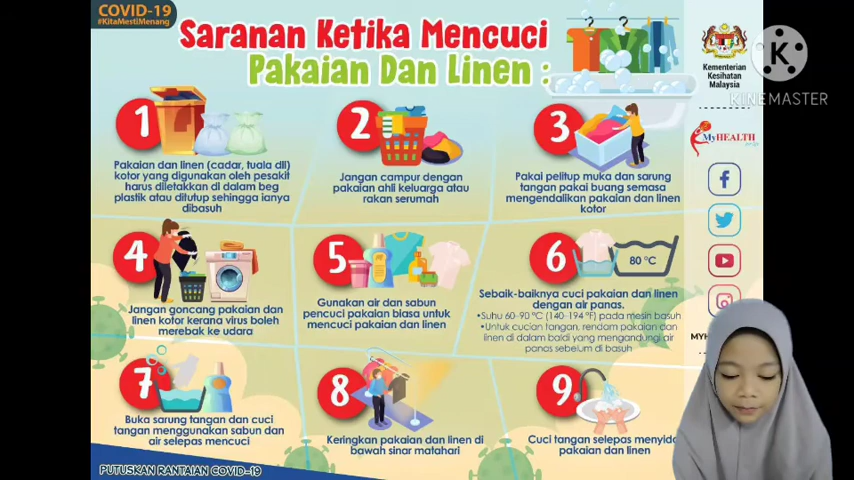 COVID-19
#KitaMestiMenang
Saranan Ketika Mencuci
Pakaian Dan Linen :
Kementerian
Kesihatan
Malaysia
KINEMASTER
MyHEALTH
1
Pakaian dan linen (cadar, tuala dll)
kotor yang digunakan oleh pesakit
harus diletakkan di dalam beg
plastik atau ditutup sehingga ianya
dibasuh
2
Jangan campur dengan
pakaian ahli keluarga atau
rakan serumah
3
Pakai pelitup muka dan sarung
tangan pakai buang semasa
mengendalikan pakaian dan linen
kotor
4
Jangan goncang pakaian dan
linen kotor kerana virus boleh
merebak ke udara
5
Gunakan air dan sabun
pencuci pakaian biasa untuk
mencuci pakaian dan linen
6
80 °C
Sebaik-baiknya cuci pakaian dan linen
dengan air panas.
•Suhu 60-90 °C (140-194 °F) pada mesin basuh
•Untuk cucian tangan, rendam pakaian dan
linen di dalam baldi yang mengandungi air
panas sebelum di basuh
7
Buka sarung tangan dan cuci
tangan menggunakan sabun dan
air selepas mencuci
8
Keringkan pakaian dan linen di
bawah sinar matahari
9
Cuci tangan selepas
pakaian dan linen
PUTUSKAN RANTAIAN COVID-19